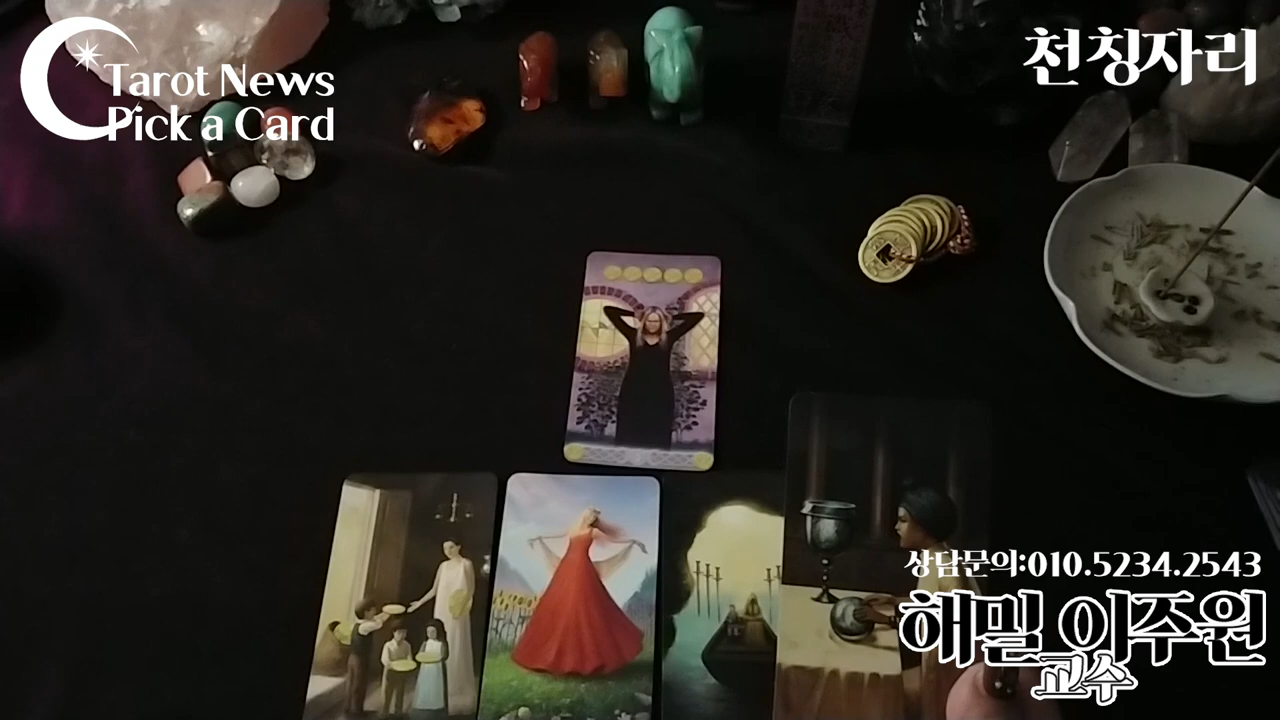 Tarot News
Pick a Card
천칭자리
상담문의:010.5234.2543
해밀 이주원
교수